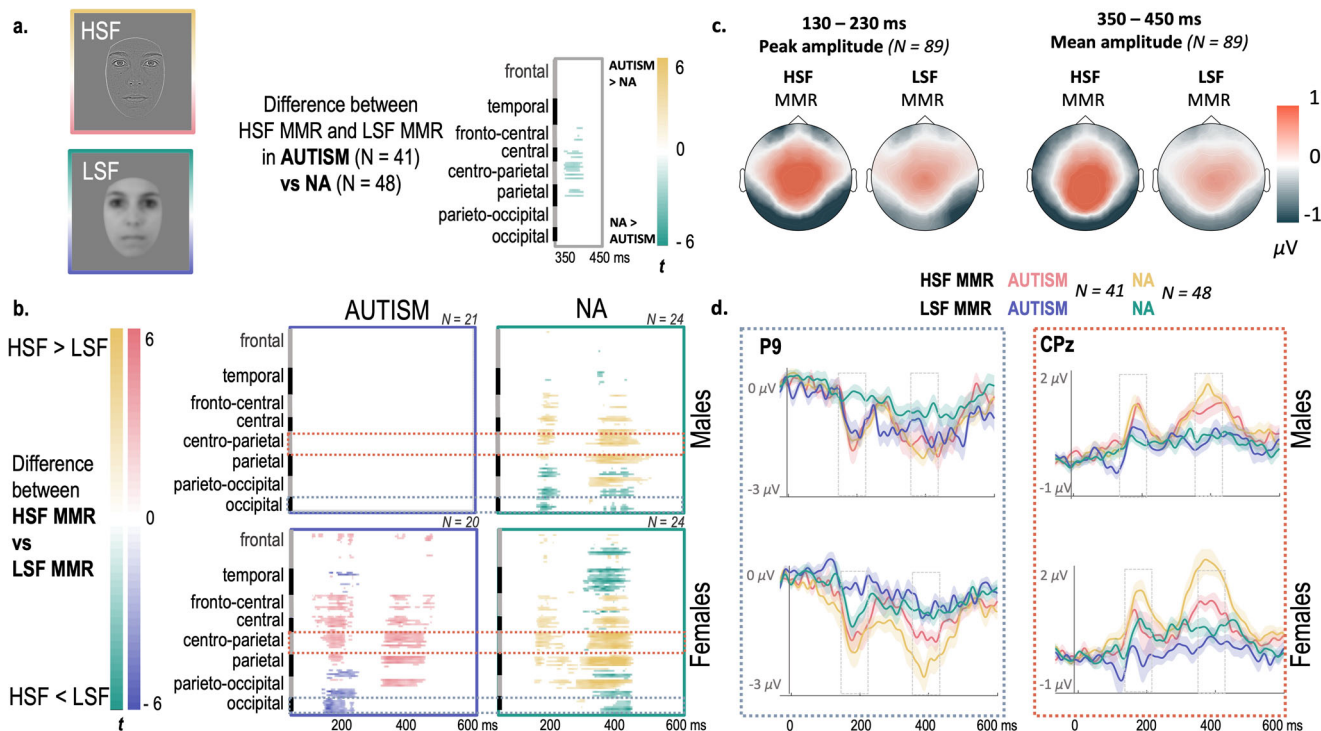 a.
HSF
LSF
Difference between
HSF MMR and LSF MMR
in AUTISM (N = 41)
vs NA (N = 48)
frontal
temporal
fronto-central
central
centro-parietal
parietal
parieto-occipital
occipital
AUTISM
> NA
NA >
AUTISM
350
450 ms
6
0
- 6
t
c.
130 – 230 ms
Peak amplitude (N = 89)
350 – 450 ms
Mean amplitude (N = 89)
HSF
MMR
LSF
MMR
HSF
MMR
LSF
MMR
1
0
-1
µV
b.
HSF > LSF
Difference
between
HSF MMR
vs
LSF MMR
HSF < LSF
6
0
- 6
t
AUTISM
NA
N = 21
N = 24
frontal
temporal
fronto-central
central
centro-parietal
parietal
parieto-occipital
occipital
Males
N = 20
N = 24
frontal
temporal
fronto-central
central
centro-parietal
parietal
parieto-occipital
occipital
Females
200
400
600 ms
200
400
600 ms
HSF MMR AUTISM N = 41 NA N = 48
LSF MMR AUTISM NA
d.
P9
0 µV
-3 µV
0 µV
-3 µV
0
200
400
600 ms
CPz
2 µV
-1 µV
Males
2 µV
-1 µV
Females
0
200
400
600 ms